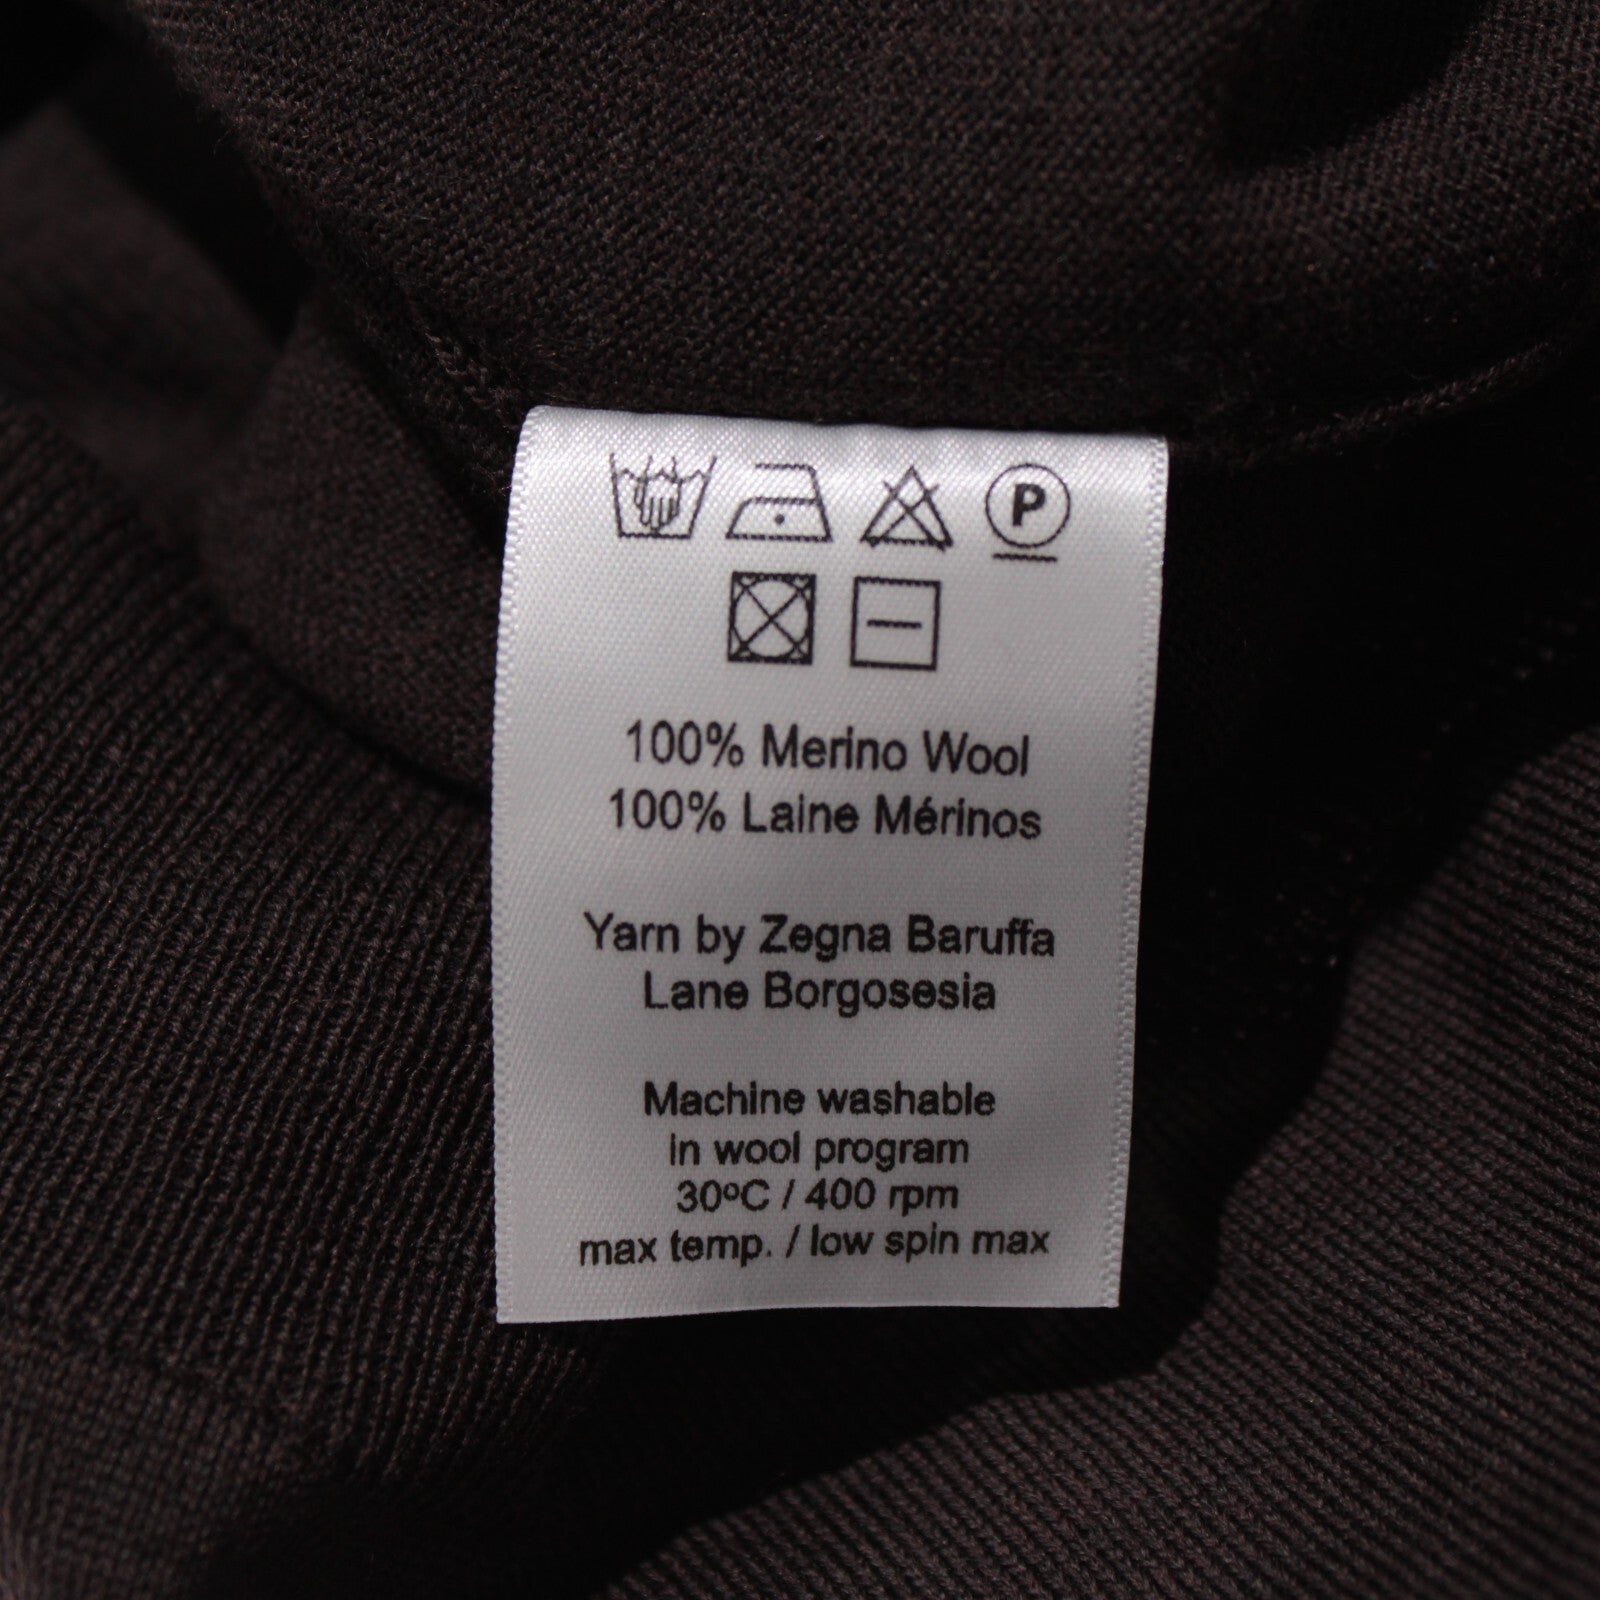 P
100% Merino Wool
100% Laine Mérinos
Yarn by Zegna Baruffa
Lane Borgosesia
Machine washable
in wool program
30ºC / 400 rpm
max temp. / low spin max